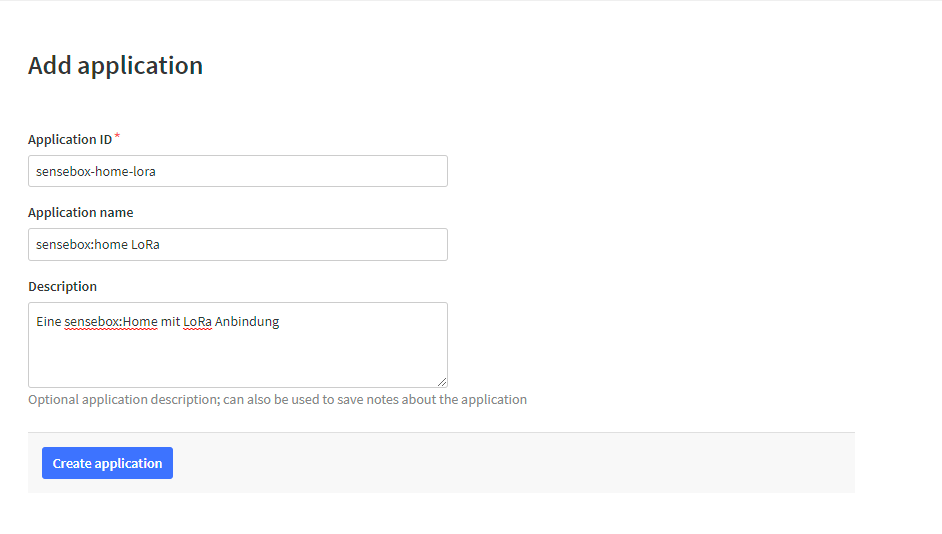 Add application
Application ID*
sensebox-home-lora
Application name
sensebox:home LoRa
Description
Eine sensebox:Home mit LoRa Anbindung
Optional application description; can also be used to save notes about the application
Create application